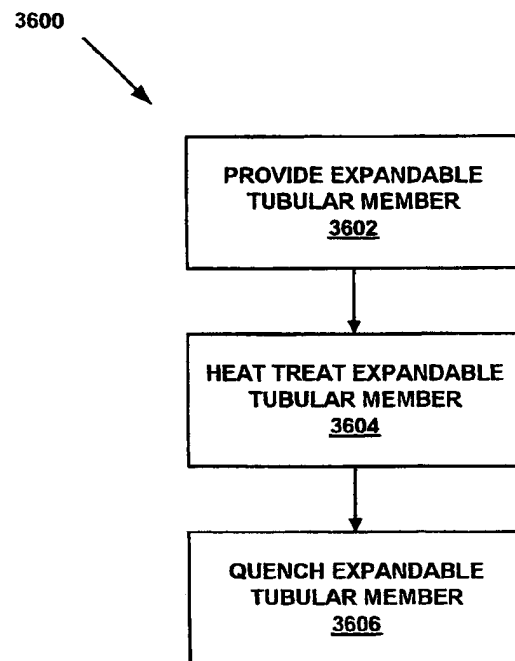 3600
PROVIDE EXPANDABLE
TUBULAR MEMBER
3602
HEAT TREAT EXPANDABLE
TUBULAR MEMBER
3604
QUENCH EXPANDABLE
TUBULAR MEMBER
3606